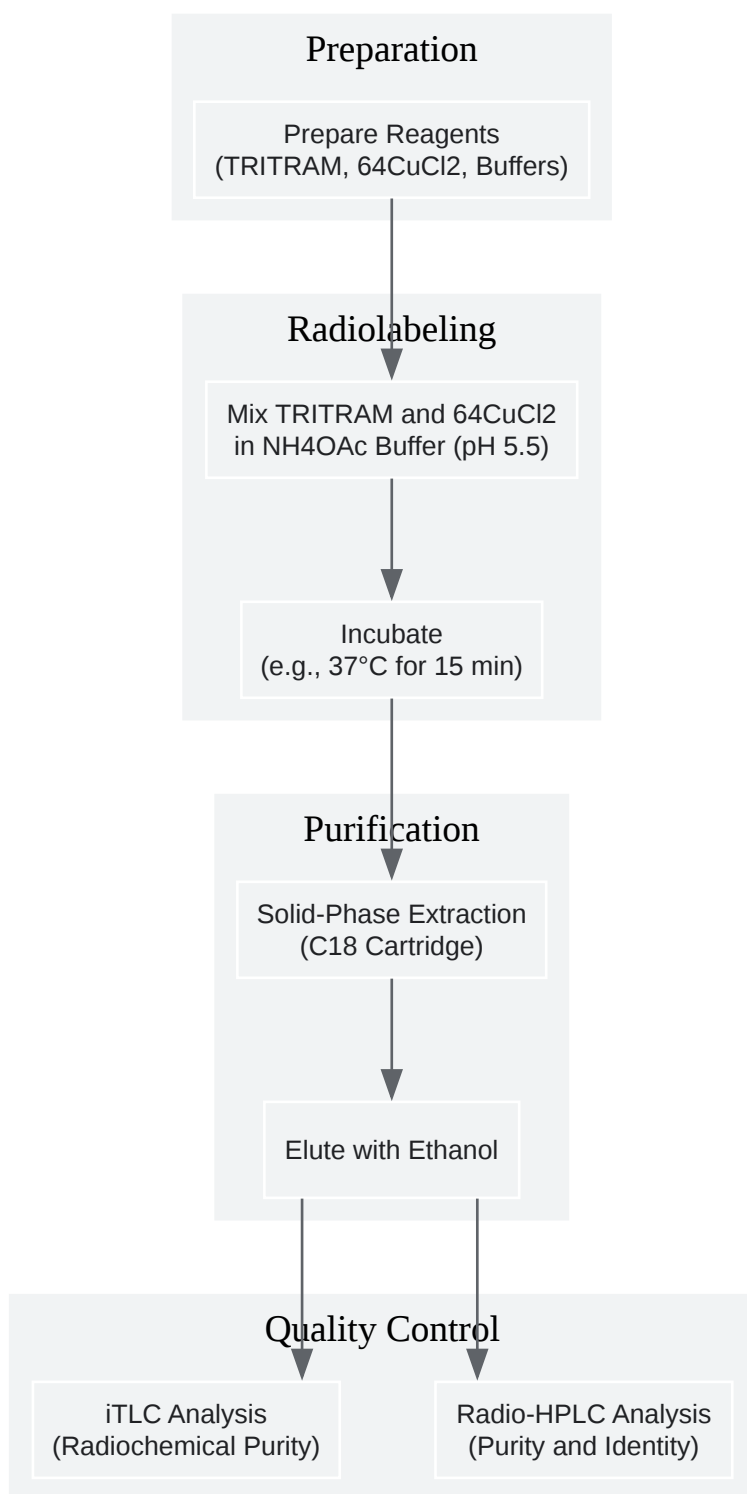 Preparation
Prepare Reagents
(TRITRAM, 64CuCl2, Buffers)
Radiolabeling
Mix TRITRAM and 64CuCl2
in NH4OAc Buffer (pH 5.5)
Incubate
(e.g., 37°C for 15 min)
Purification
Solid-Phase Extraction
(C18 Cartridge)
Elute with Ethanol
Quality Control
iTLC Analysis
(Radiochemical Purity)
Radio-HPLC Analysis
(Purity and Identity)